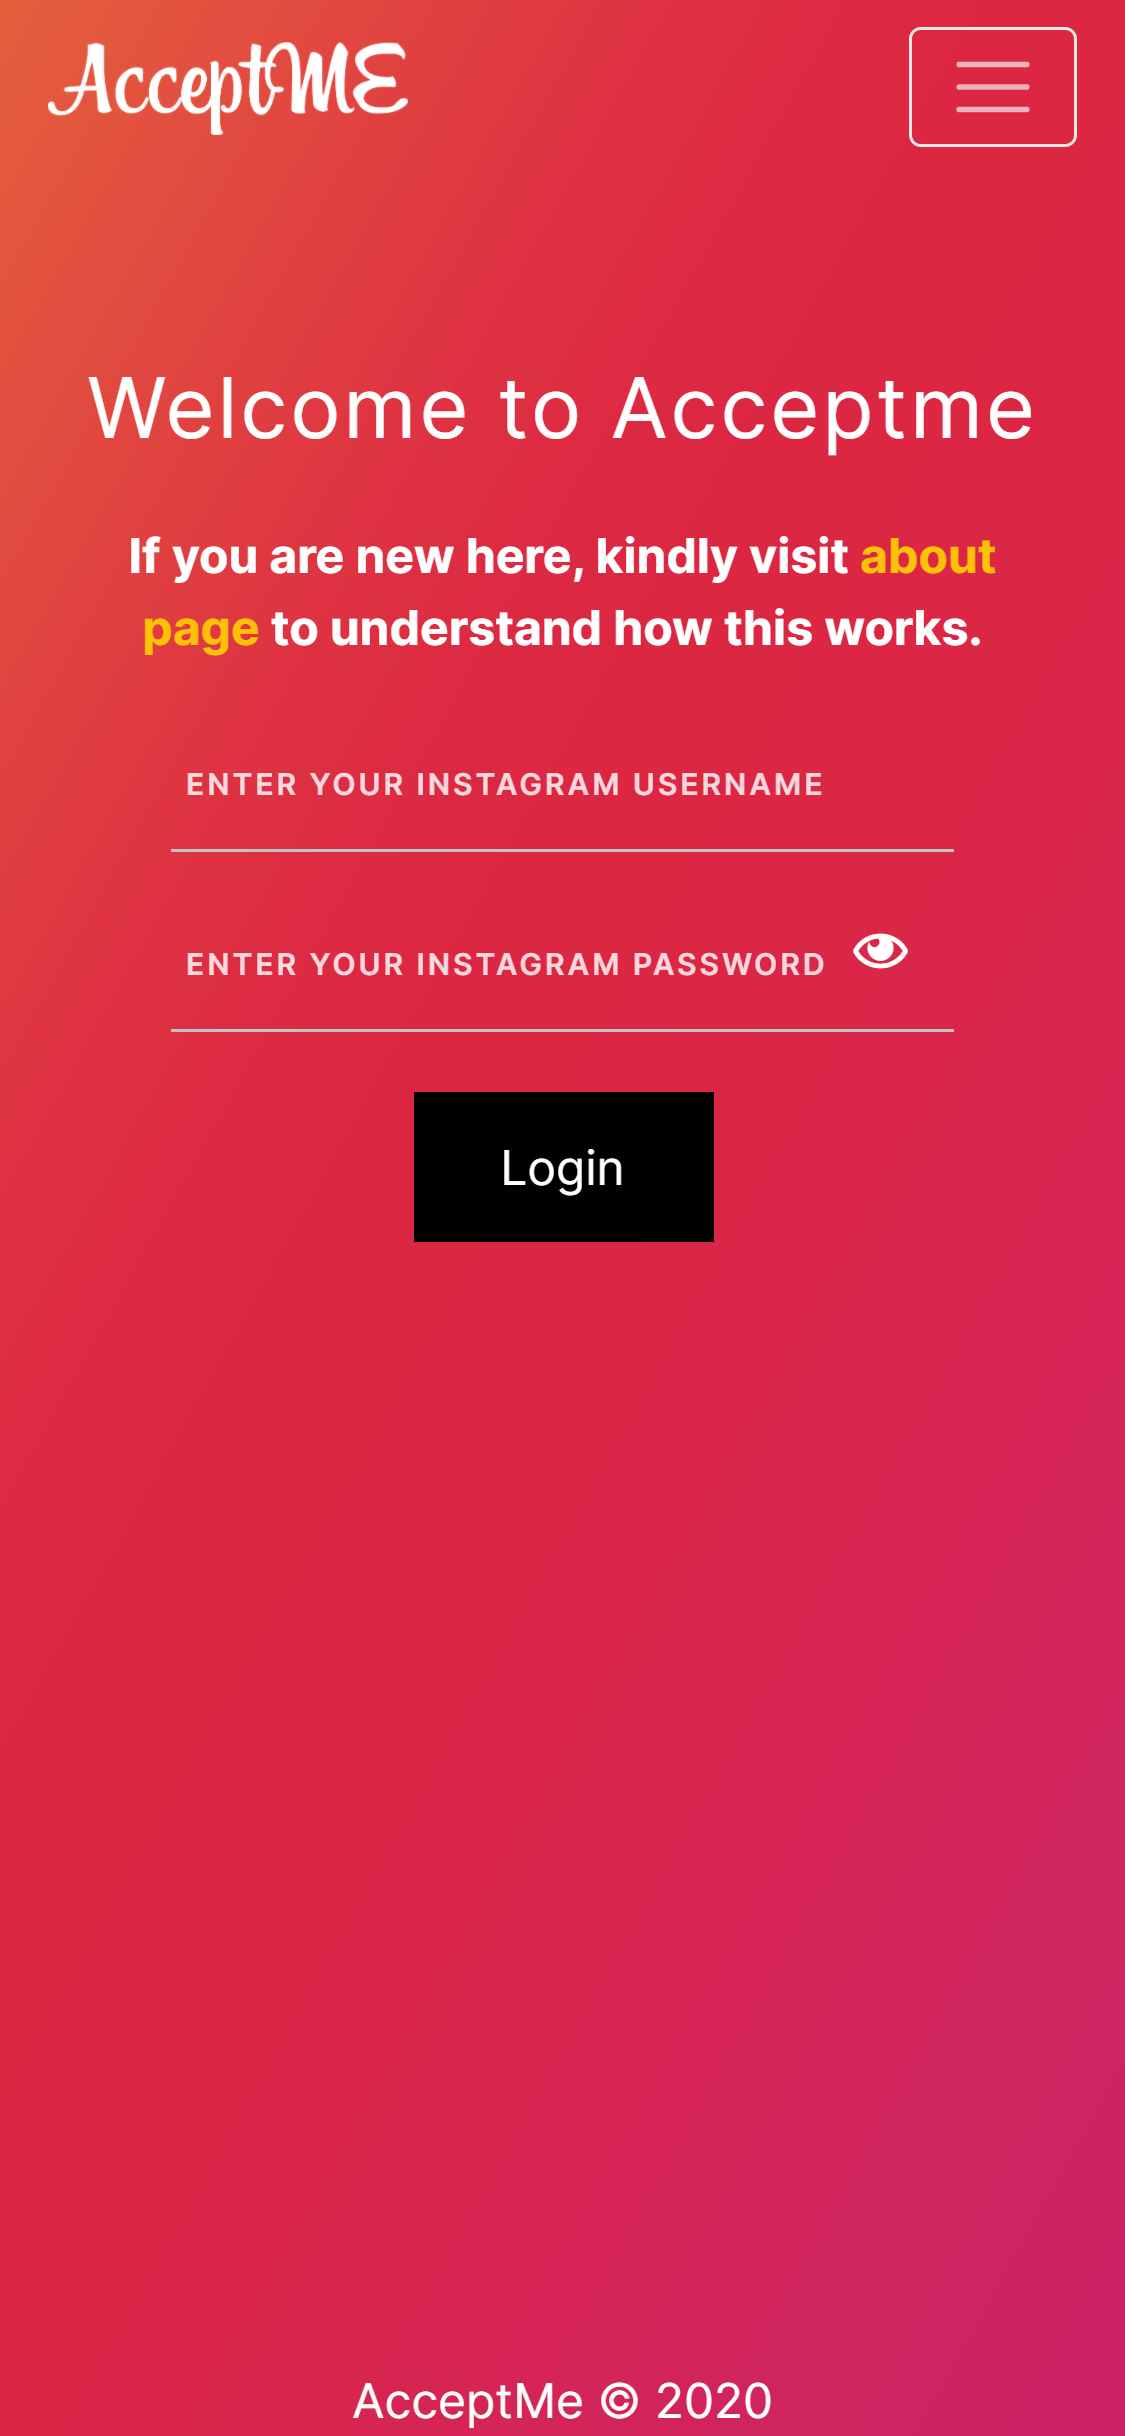 AcceptME
Welcome to Acceptme
If you are new here, kindly visit about
page to understand how this works.
ENTER YOUR INSTAGRAM USERNAME
ENTER YOUR INSTAGRAM PASSWORD
Login
AcceptMe © 2020